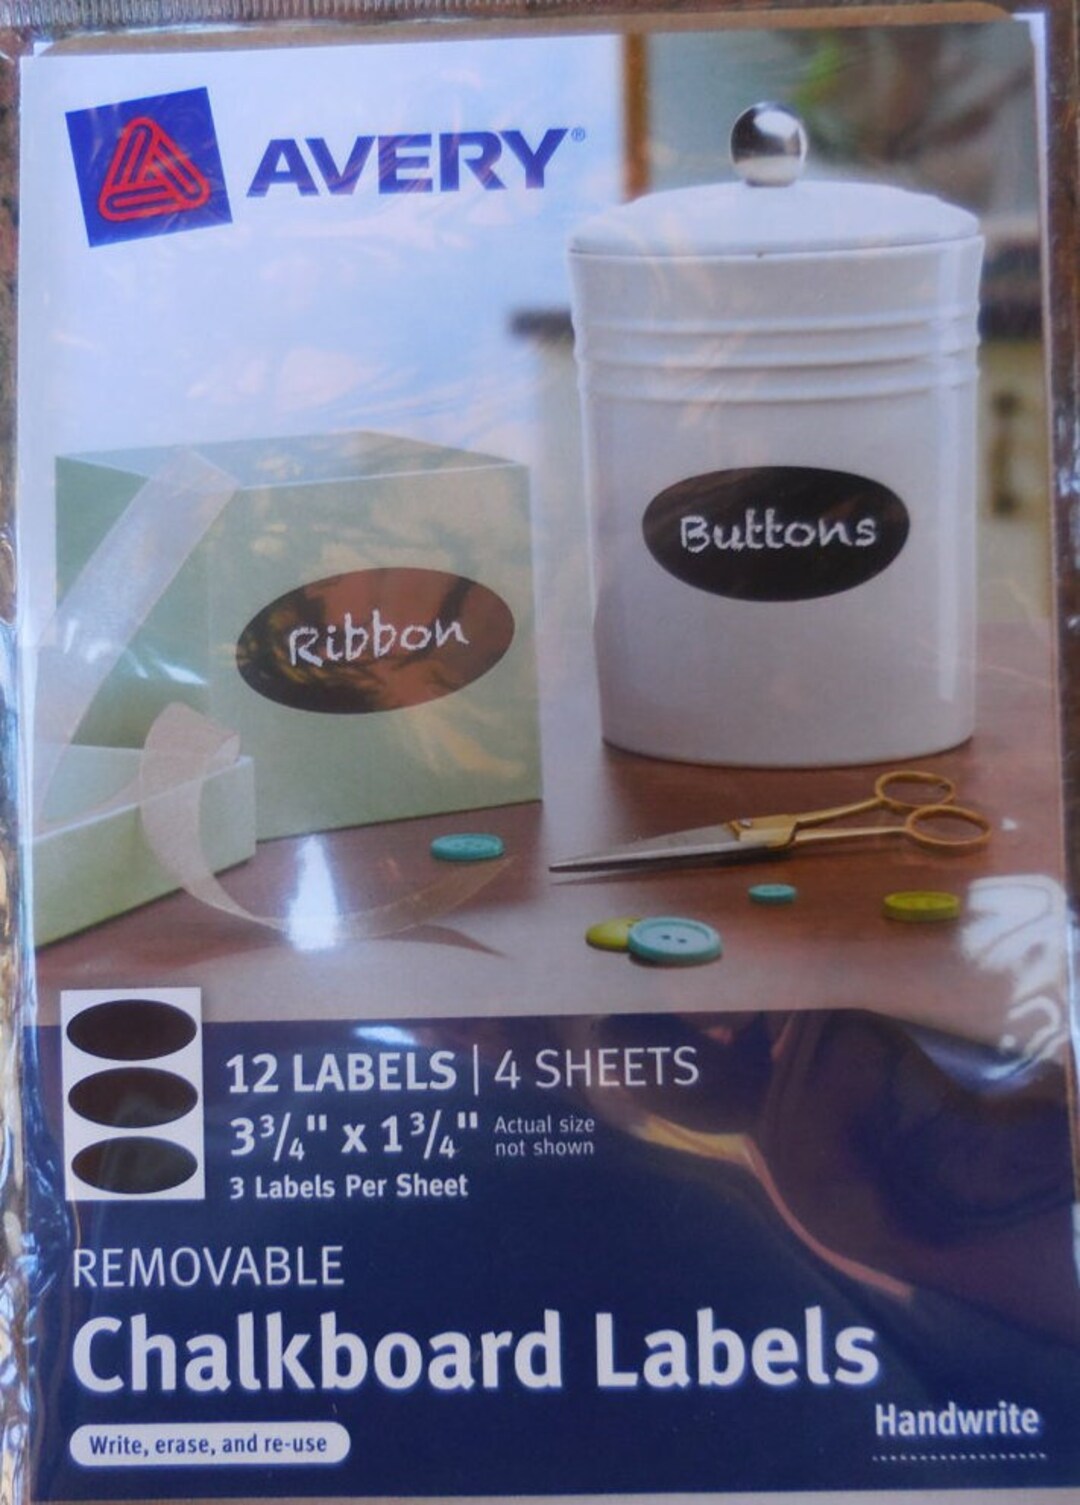 AVERY®
Buttons
Ribbon
12 LABELS | 4 SHEETS
3 3/4" x 1 3/4" Actual size
not shown
3 Labels Per Sheet
REMOVABLE
Chalkboard Labels
Handwrite
Write, erase, and re-use